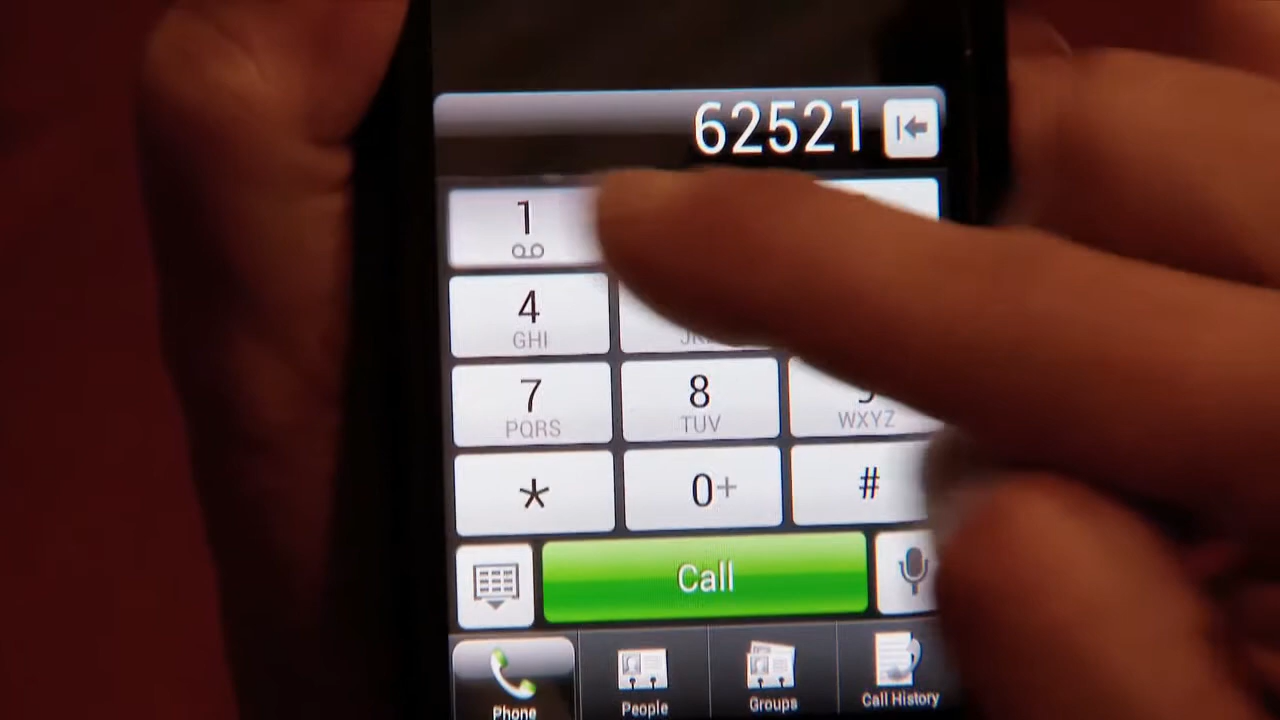 62521
1
4
GHI
7
PQRS
8
TUV
WXYZ
*
0+
#
Call
Phone
People
Groups
Call History